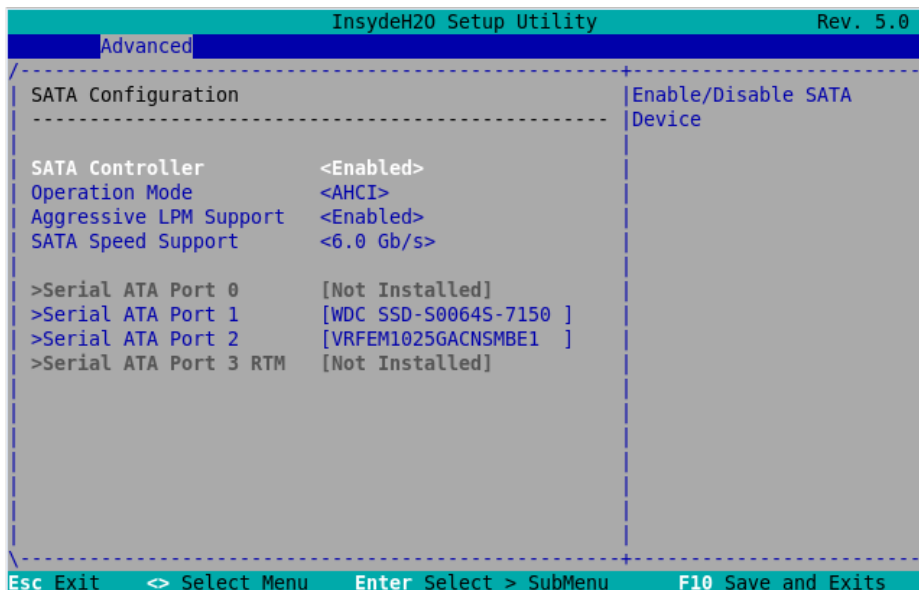 InsydeH2O Setup Utility Rev. 5.0
Advanced
/-----------------------------------------------------+-------------------------
| SATA Configuration |Enable/Disable SATA
| -------------------------------------------------- |Device
SATA Controller <Enabled>
Operation Mode <AHCI>
Aggressive LPM Support <Enabled>
SATA Speed Support <6.0 Gb/s>
>Serial ATA Port 0 [Not Installed]
>Serial ATA Port 1 [WDC SSD-S0064S-7150 ]
>Serial ATA Port 2 [VRFEM1025GACNSMBE1 ]
>Serial ATA Port 3 RTM [Not Installed]
\-----------------------------------------------------+-------------------------
Esc Exit <> Select Menu Enter Select > SubMenu F10 Save and Exits